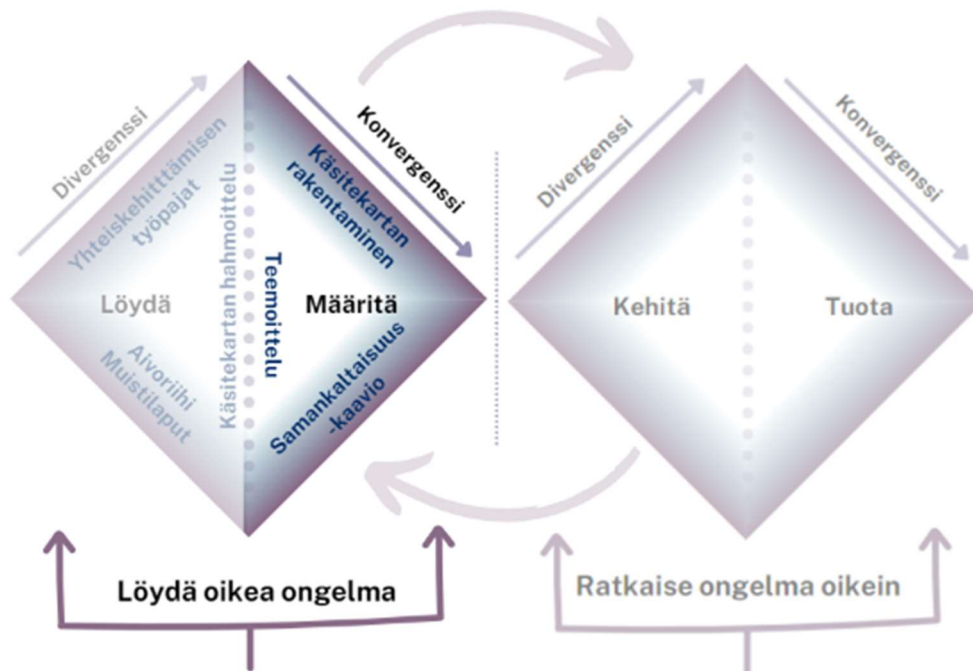 Divergenssi
Yhteiskehitttämisen
työpajat
Löydä
Aivoriihi
Muistilaput
Käsitekartan hahmoittelu
Teemoittelu
Konvergenssi
Käsitekartan
rakentaminen
Määritä
Samankaltaisuus
-kaavio
Divergenssi
Konvergenssi
Kehitä
Tuota
Löydä oikea ongelma
Ratkaise ongelma oikein